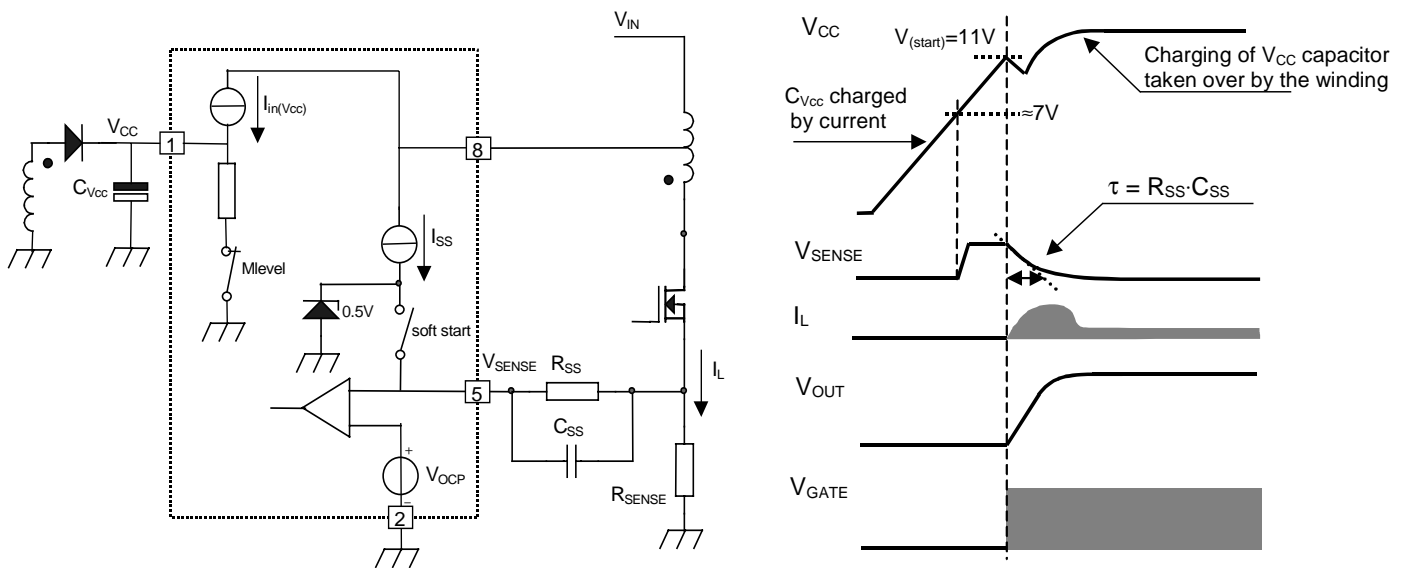 V_IN
I_in(Vcc)
V_CC
1
8
C_Vcc
I_SS
Mlevel
0.5V
soft start
V_SENSE
R_SS
I_L
5
C_SS
+
V_OCP
R_SENSE
−
2
V_CC
V_(start)=11V
Charging of V_CC capacitor
taken over by the winding
C_Vcc charged
by current
≈7V
τ = R_SS·C_SS
V_SENSE
I_L
V_OUT
V_GATE